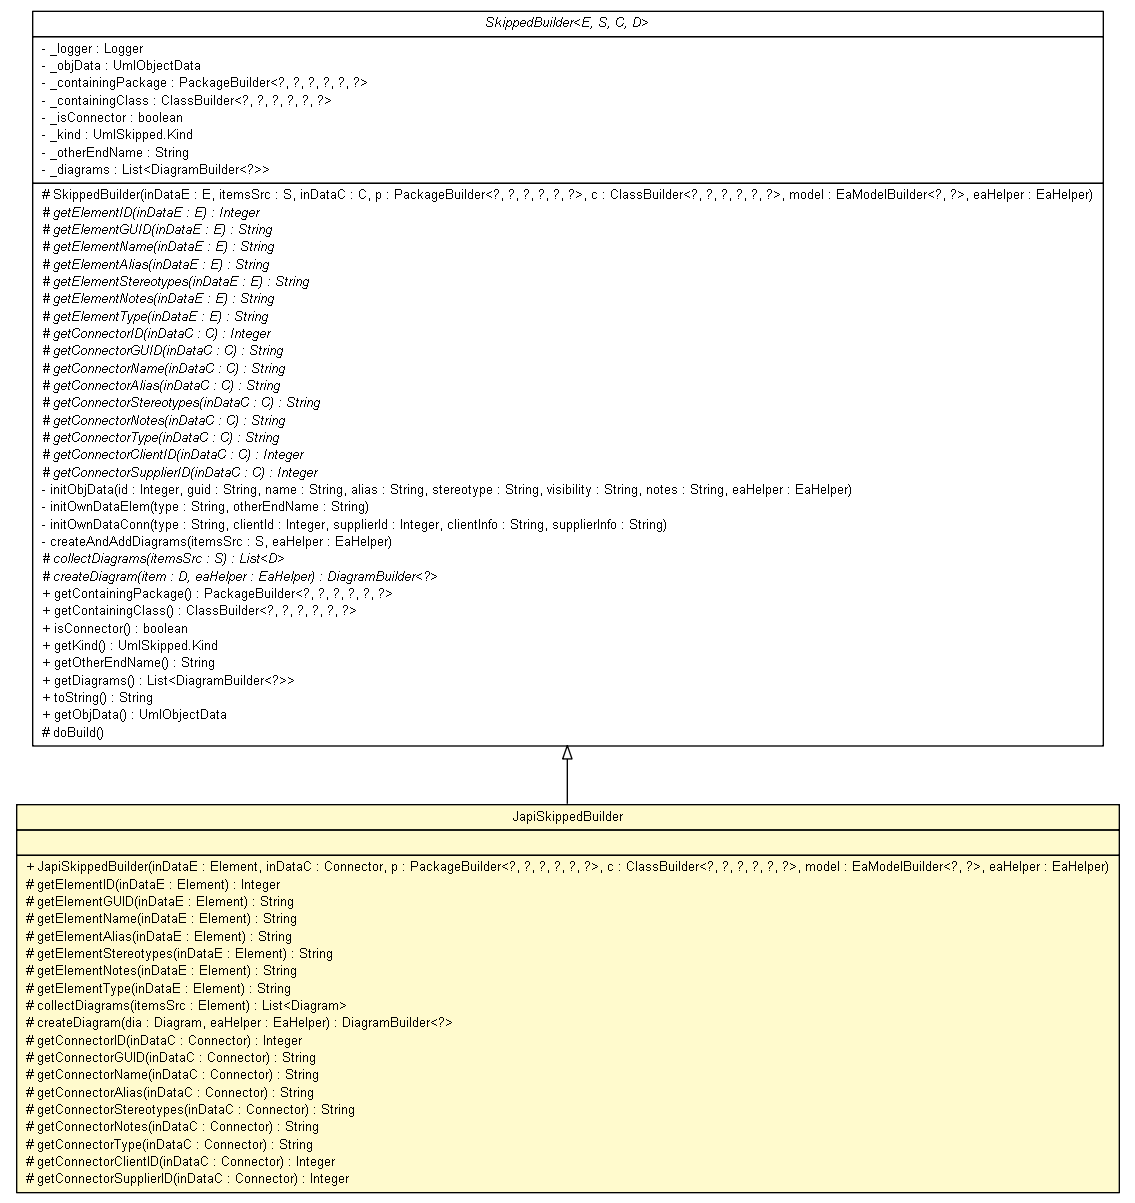 SkippedBuilder<E, S, C, D>
- _logger : Logger
- _objData : UmlObjectData
- _containingPackage : PackageBuilder<?, ?, ?, ?, ?, ?>
- _containingClass : ClassBuilder<?, ?, ?, ?, ?, ?>
- _isConnector : boolean
- _kind : UmlSkipped.Kind
- _otherEndName : String
- _diagrams : List<DiagramBuilder<?>>
# SkippedBuilder(inDataE : E, itemsSrc : S, inDataC : C, p : PackageBuilder<?, ?, ?, ?, ?, ?>, c : ClassBuilder<?, ?, ?, ?, ?, ?>, model : EaModelBuilder<?, ?>, eaHelper : EaHelper)
# getElementID(inDataE : E) : Integer
# getElementGUID(inDataE : E) : String
# getElementName(inDataE : E) : String
# getElementAlias(inDataE : E) : String
# getElementStereotypes(inDataE : E) : String
# getElementNotes(inDataE : E) : String
# getElementType(inDataE : E) : String
# getConnectorID(inDataC : C) : Integer
# getConnectorGUID(inDataC : C) : String
# getConnectorName(inDataC : C) : String
# getConnectorAlias(inDataC : C) : String
# getConnectorStereotypes(inDataC : C) : String
# getConnectorNotes(inDataC : C) : String
# getConnectorType(inDataC : C) : String
# getConnectorClientID(inDataC : C) : Integer
# getConnectorSupplierID(inDataC : C) : Integer
- initObjData(id : Integer, guid : String, name : String, alias : String, stereotype : String, visibility : String, notes : String, eaHelper : EaHelper)
- initOwnDataElem(type : String, otherEndName : String)
- initOwnDataConn(type : String, clientId : Integer, supplierId : Integer, clientInfo : String, supplierInfo : String)
- createAndAddDiagrams(itemsSrc : S, eaHelper : EaHelper)
# collectDiagrams(itemsSrc : S) : List<D>
# createDiagram(item : D, eaHelper : EaHelper) : DiagramBuilder<?>
+ getContainingPackage() : PackageBuilder<?, ?, ?, ?, ?, ?>
+ getContainingClass() : ClassBuilder<?, ?, ?, ?, ?, ?>
+ isConnector() : boolean
+ getKind() : UmlSkipped.Kind
+ getOtherEndName() : String
+ getDiagrams() : List<DiagramBuilder<?>>
+ toString() : String
+ getObjData() : UmlObjectData
# doBuild()
JapiSkippedBuilder
+ JapiSkippedBuilder(inDataE : Element, inDataC : Connector, p : PackageBuilder<?, ?, ?, ?, ?, ?>, c : ClassBuilder<?, ?, ?, ?, ?, ?>, model : EaModelBuilder<?, ?>, eaHelper : EaHelper)
# getElementID(inDataE : Element) : Integer
# getElementGUID(inDataE : Element) : String
# getElementName(inDataE : Element) : String
# getElementAlias(inDataE : Element) : String
# getElementStereotypes(inDataE : Element) : String
# getElementNotes(inDataE : Element) : String
# getElementType(inDataE : Element) : String
# collectDiagrams(itemsSrc : Element) : List<Diagram>
# createDiagram(dia : Diagram, eaHelper : EaHelper) : DiagramBuilder<?>
# getConnectorID(inDataC : Connector) : Integer
# getConnectorGUID(inDataC : Connector) : String
# getConnectorName(inDataC : Connector) : String
# getConnectorAlias(inDataC : Connector) : String
# getConnectorStereotypes(inDataC : Connector) : String
# getConnectorNotes(inDataC : Connector) : String
# getConnectorType(inDataC : Connector) : String
# getConnectorClientID(inDataC : Connector) : Integer
# getConnectorSupplierID(inDataC : Connector) : Integer